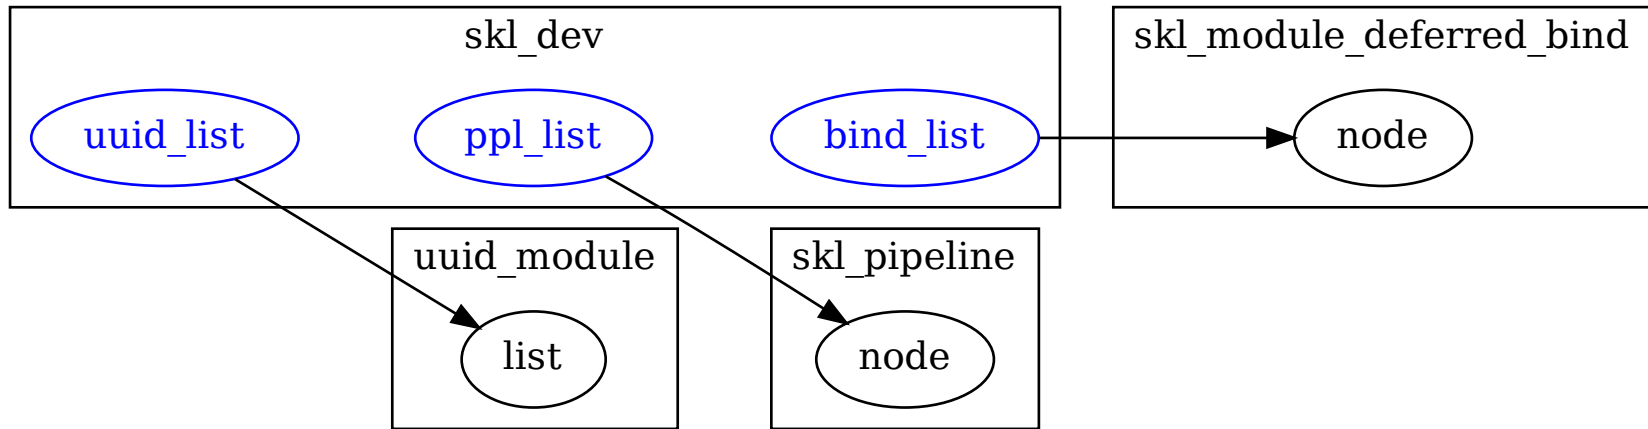 skl_dev
skl_module_deferred_bind
uuid_list
ppl_list
bind_list
node
uuid_module
skl_pipeline
list
node